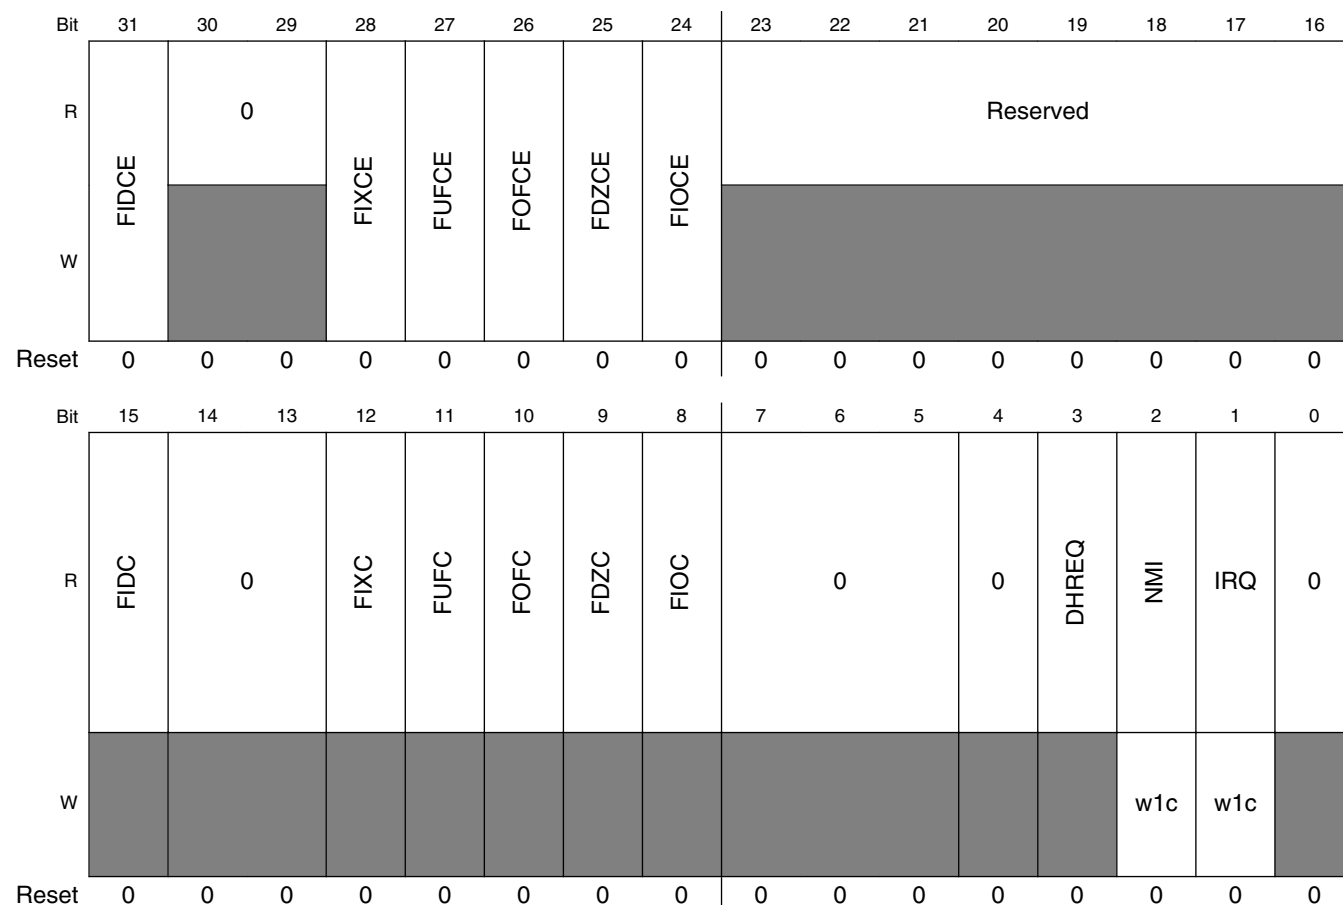 Bit 31 30 29 28 27 26 25 24 23 22 21 20 19 18 17 16
R FIDCE 0 FIXCE FUFCE FOFCE FDZCE FIOCE Reserved
W
Reset 0 0 0 0 0 0 0 0 0 0 0 0 0 0 0 0
Bit 15 14 13 12 11 10 9 8 7 6 5 4 3 2 1 0
R FIDC 0 FIXC FUFC FOFC FDZC FIOC 0 0 DHREQ NMI IRQ 0
W w1c w1c
Reset 0 0 0 0 0 0 0 0 0 0 0 0 0 0 0 0